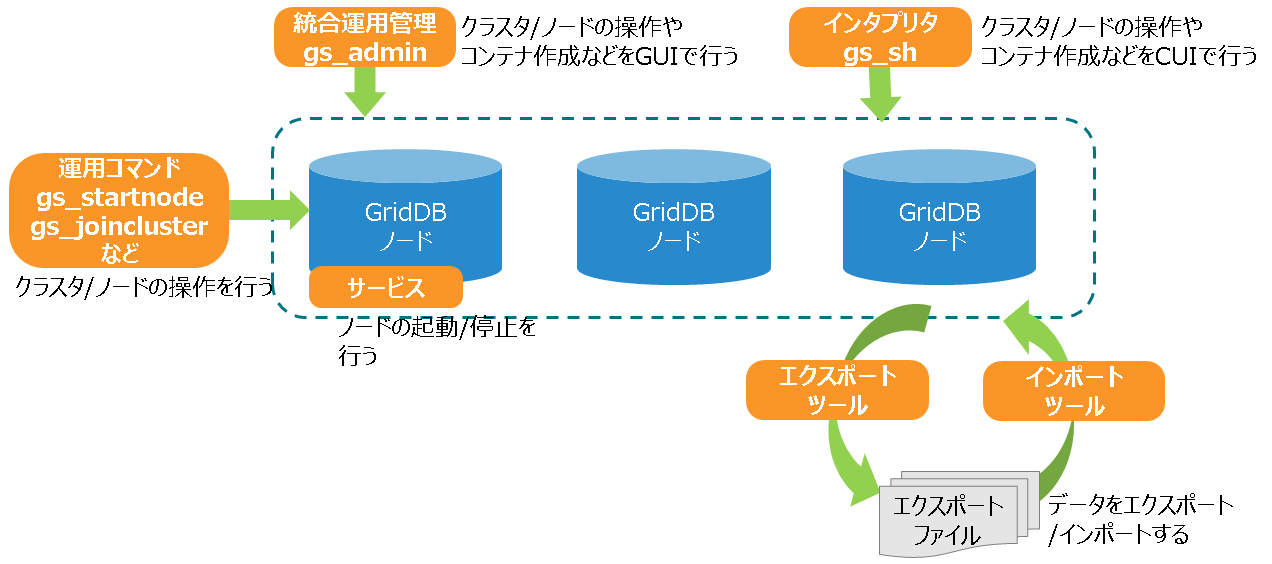 統合運用管理
gs_admin
クラスタ/ノードの操作や
コンテナ作成などをGUIで行う
インタプリタ
gs_sh
クラスタ/ノードの操作や
コンテナ作成などをCUIで行う
運用コマンド
gs_startnode
gs_joincluster
など
クラスタ/ノードの操作を行う
GridDB
ノード
サービス
ノードの起動/停止を
行う
GridDB
ノード
GridDB
ノード
エクスポート
ツール
インポート
ツール
エクスポート
ファイル
データをエクスポート
/インポートする